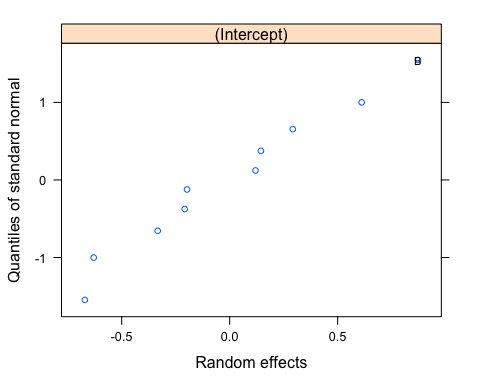 (Intercept)
Quantiles of standard normal
1
0
-1
-0.5
0.0
0.5
Random effects